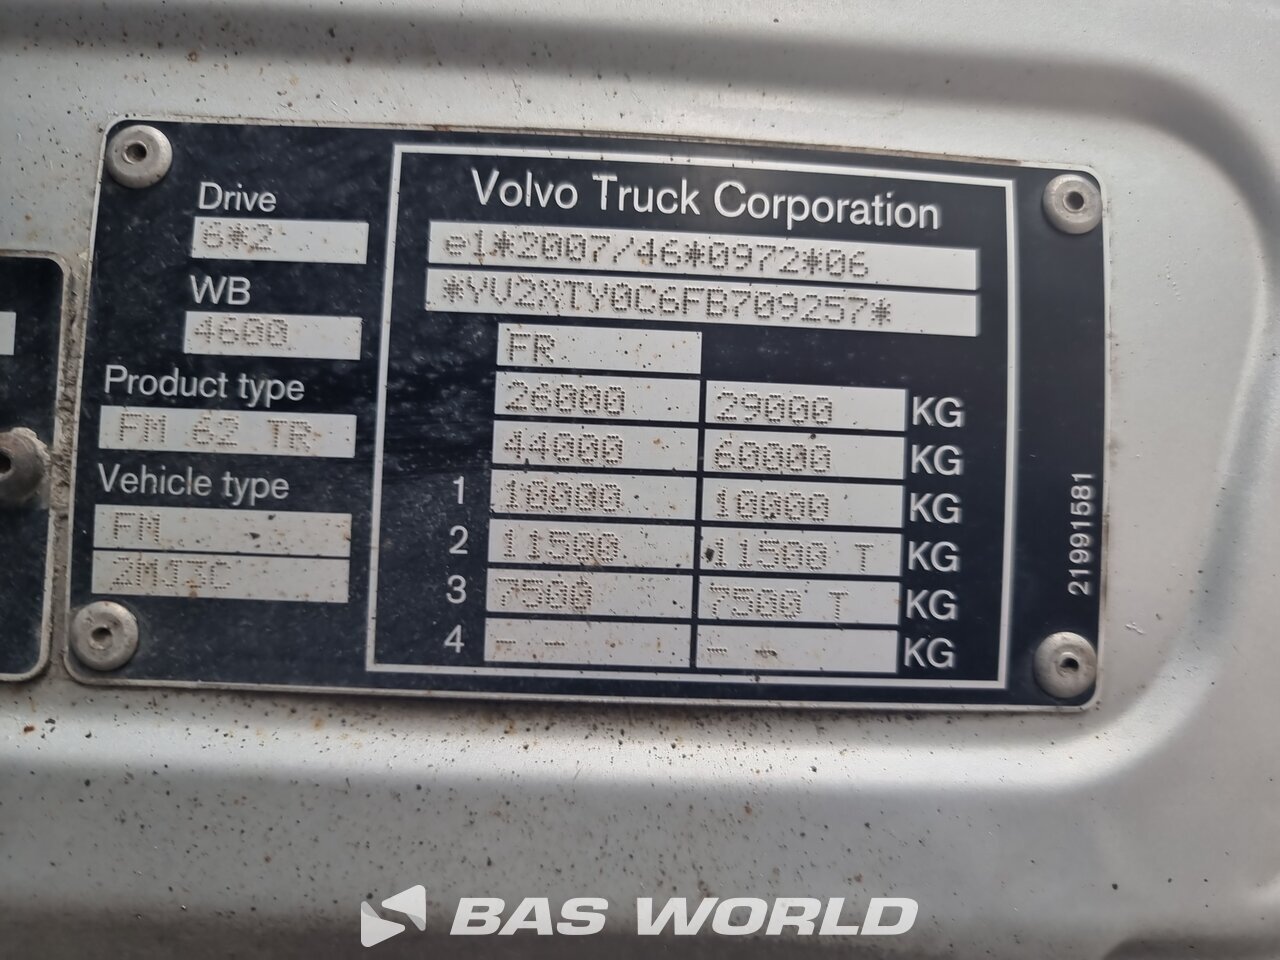 Drive
6*2
WB
4600
Product type
FM 62 TR
Vehicle type
FM
2M13C
Volvo Truck Corporation
e1*2007/46*0972*06
*YV2XTY0C6FB709257*
FR
26000 29000 KG
44000 60000 KG
1 10000 10000 KG
2 11500 11500 T KG
3 7500 7500 T KG
4 - - - - KG
21991581
BAS WORLD